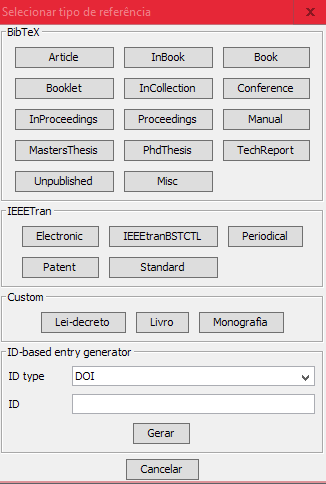 Selecionar tipo de referência x
BibTeX
Article InBook Book
Booklet InCollection Conference
InProceedings Proceedings Manual
MastersThesis PhdThesis TechReport
Unpublished Misc
IEEETran
Electronic IEEEtranBSTCTL Periodical
Patent Standard
Custom
Lei-decreto Livro Monografia
ID-based entry generator
ID type DOI
ID
Gerar
Cancelar